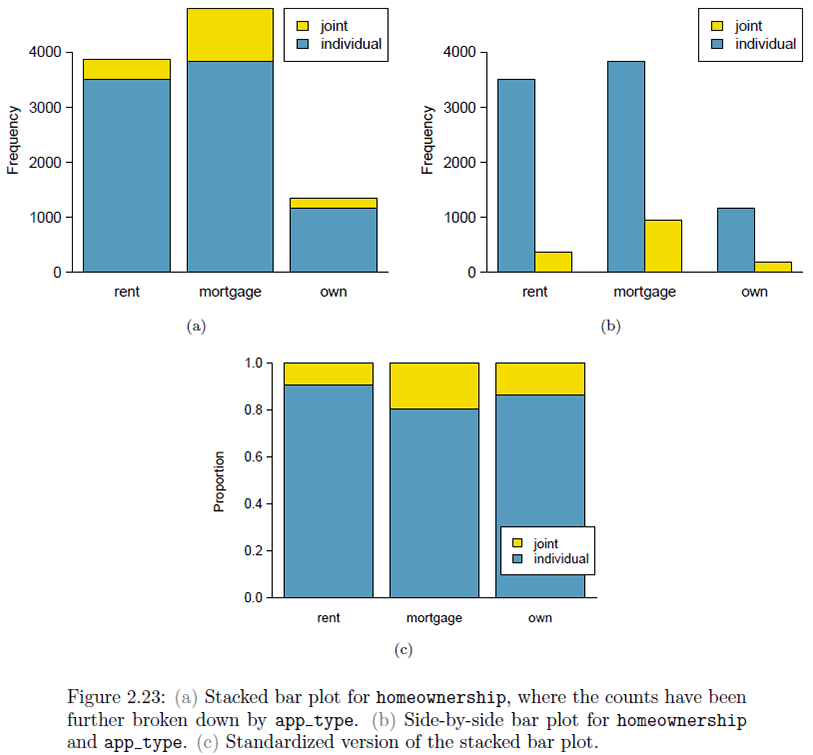 joint
individual
4000
3000
2000
1000
0
Frequency
rent mortgage own
(a)
joint
individual
4000
3000
2000
1000
0
Frequency
rent mortgage own
(b)
1.0
0.8
0.6
0.4
0.2
0.0
Proportion
joint
individual
rent mortgage own
(c)
Figure 2.23: (a) Stacked bar plot for homeownership, where the counts have been
further broken down by app_type. (b) Side-by-side bar plot for homeownership
and app_type. (c) Standardized version of the stacked bar plot.